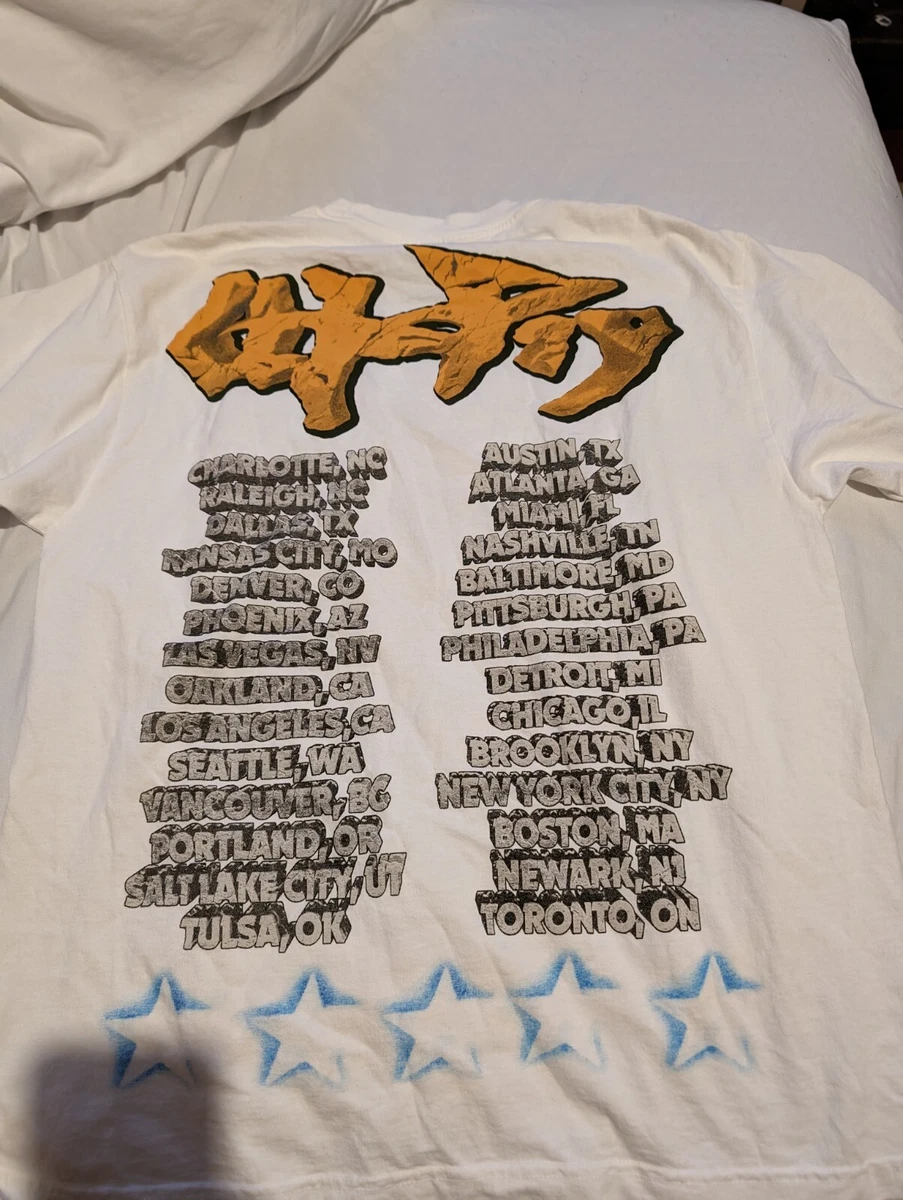 CHARLOTTE, NC
RALEIGH, NC
DALLAS, TX
KANSAS CITY, MO
DENVER, CO
PHOENIX, AZ
LAS VEGAS, NV
OAKLAND, CA
LOS ANGELES, CA
SEATTLE, WA
VANCOUVER, BC
PORTLAND, OR
SALT LAKE CITY, UT
TULSA, OK
AUSTIN, TX
ATLANTA, GA
MIAMI, FL
NASHVILLE, TN
BALTIMORE, MD
PITTSBURGH, PA
PHILADELPHIA, PA
DETROIT, MI
CHICAGO, IL
BROOKLYN, NY
NEW YORK CITY, NY
BOSTON, MA
NEWARK, NJ
TORONTO, ON